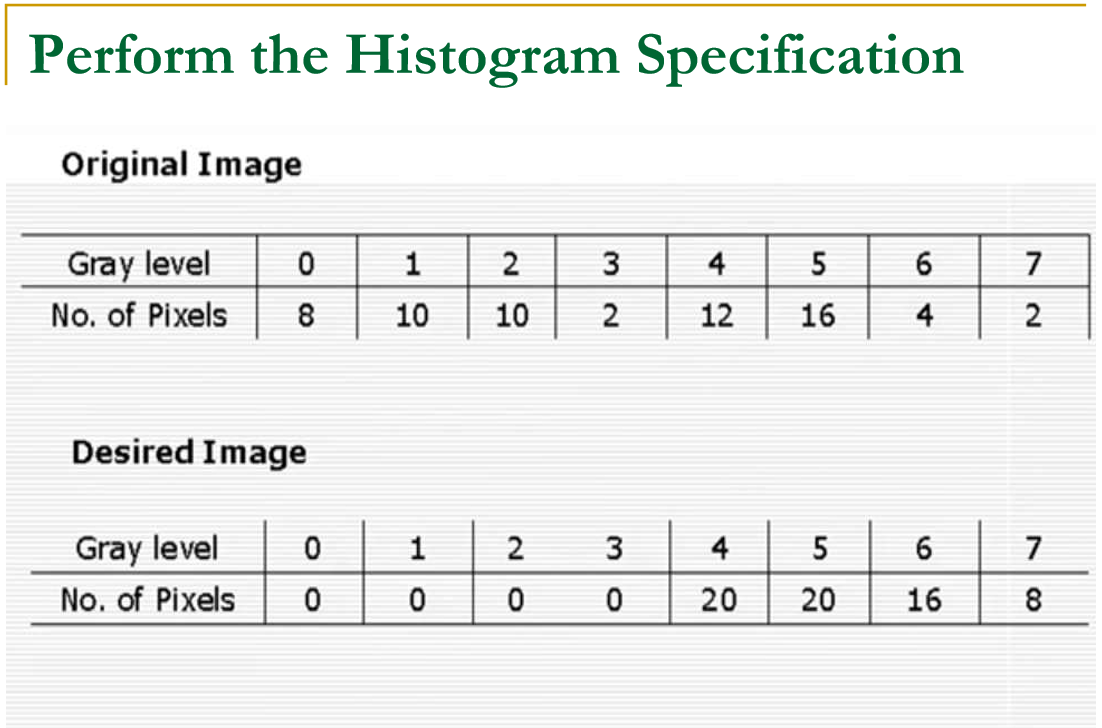 Perform the Histogram Specification
Original Image
Gray level 0 1 2 3 4 5 6 7
No. of Pixels 8 10 10 2 12 16 4 2
Desired Image
Gray level 0 1 2 3 4 5 6 7
No. of Pixels 0 0 0 0 20 20 16 8